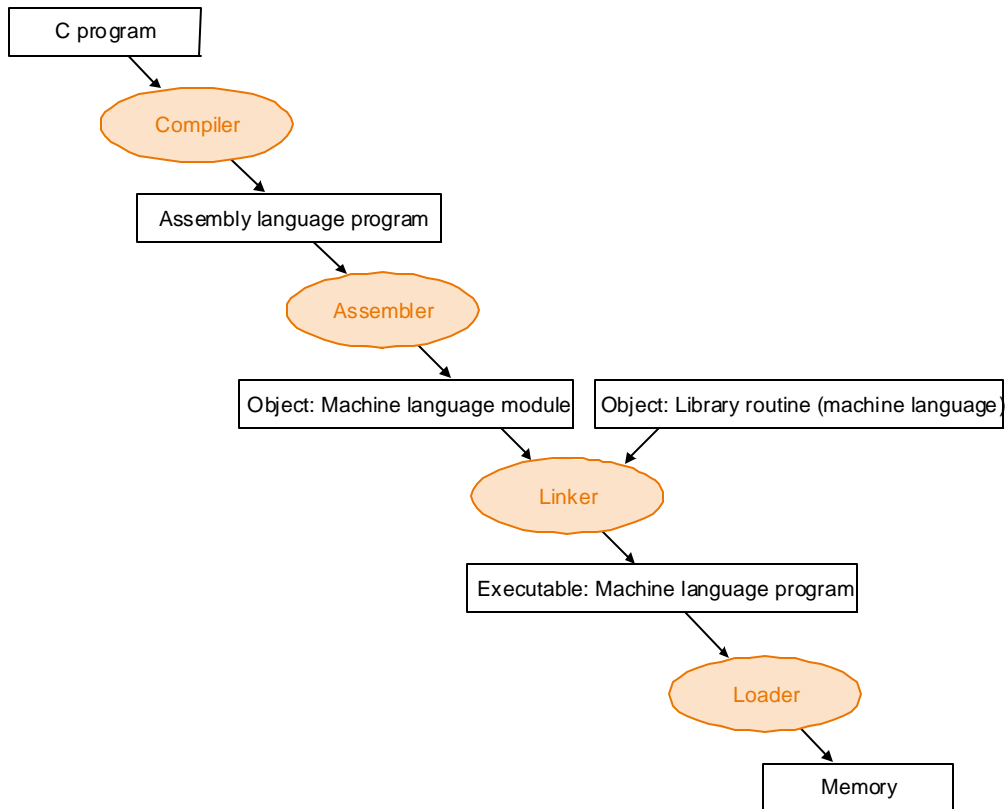 C program
Compiler
Assembly language program
Assembler
Object: Machine language module
Object: Library routine (machine language)
Linker
Executable: Machine language program
Loader
Memory